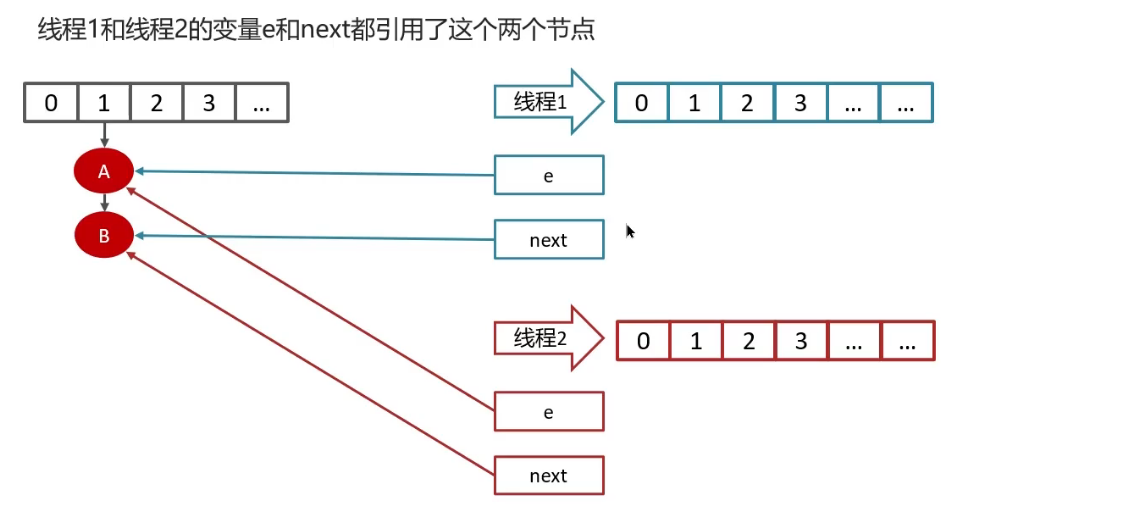 线程1和线程2的变量e和next都引用了这个两个节点
0 1 2 3 ...
线程1
0 1 2 3 ... ...
A
e
B
next
线程2
0 1 2 3 ... ...
e
next